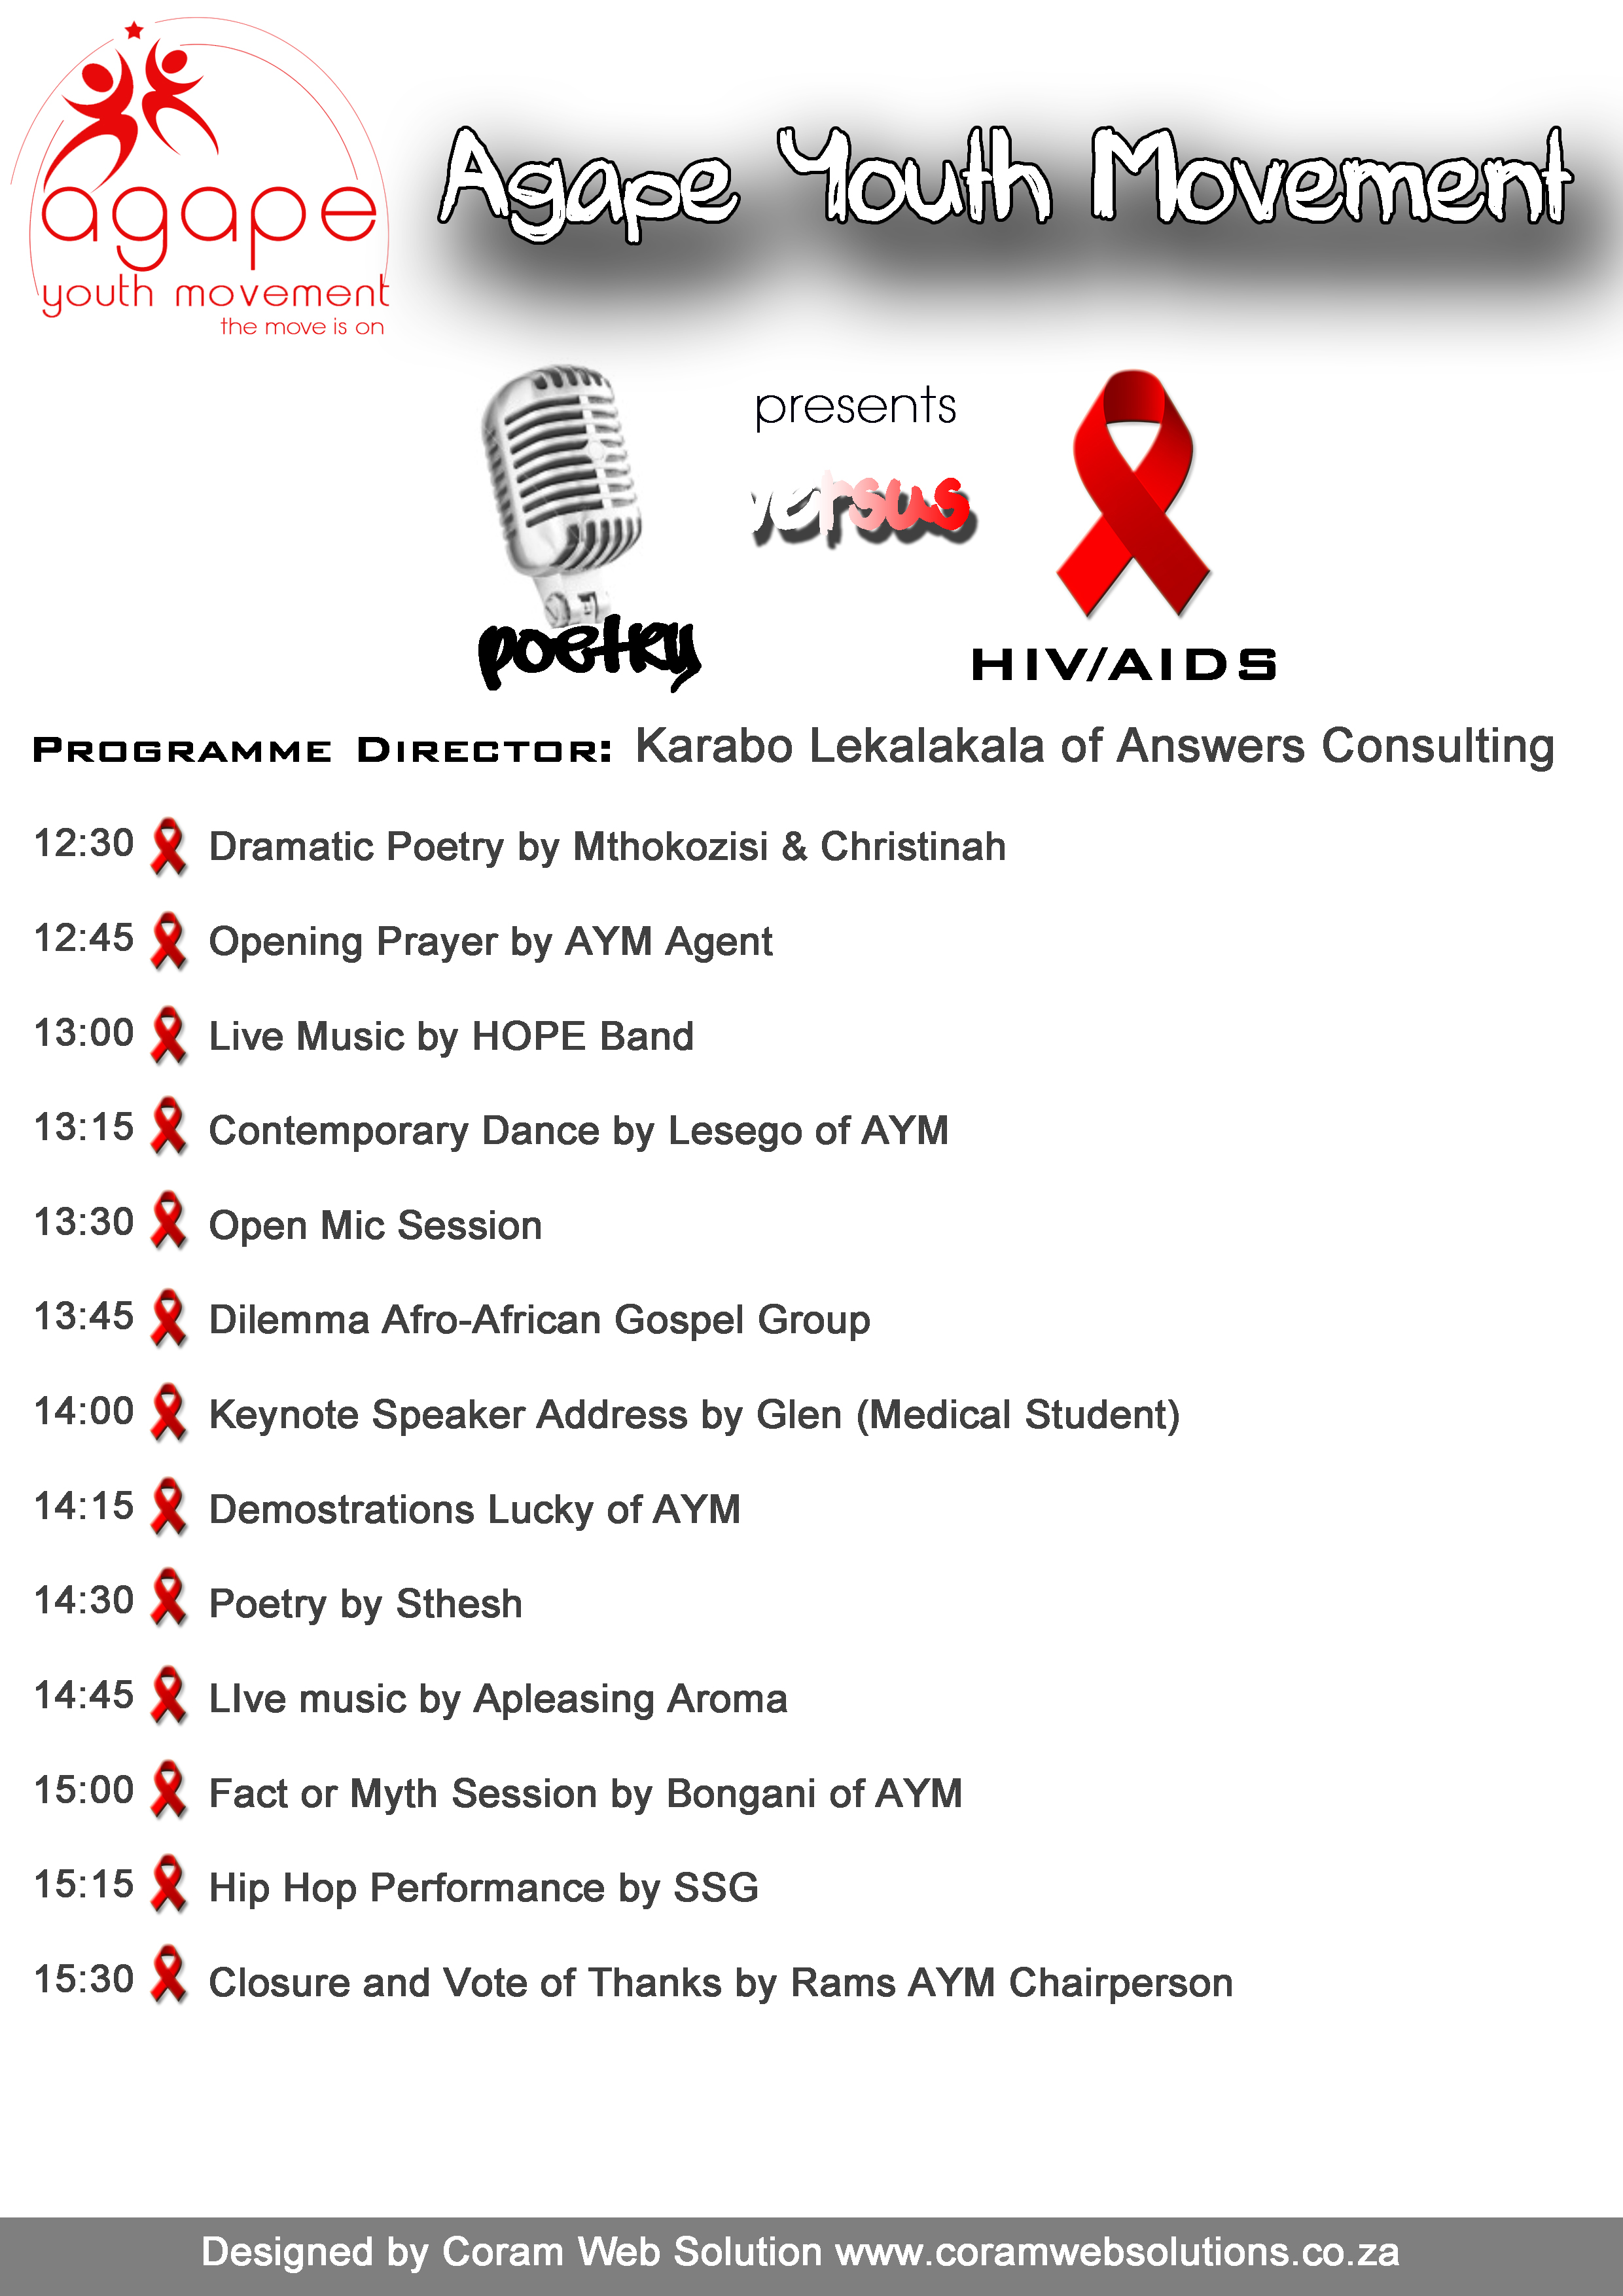 agape
youth movement
the move is on
Agape Youth Movement
presents
versus
poetry
HIV/AIDS
PROGRAMME DIRECTOR: Karabo Lekalakala of Answers Consulting
12:30 Dramatic Poetry by Mthokozisi & Christinah
12:45 Opening Prayer by AYM Agent
13:00 Live Music by HOPE Band
13:15 Contemporary Dance by Lesego of AYM
13:30 Open Mic Session
13:45 Dilemma Afro-African Gospel Group
14:00 Keynote Speaker Address by Glen (Medical Student)
14:15 Demostrations Lucky of AYM
14:30 Poetry by Sthesh
14:45 LIve music by Apleasing Aroma
15:00 Fact or Myth Session by Bongani of AYM
15:15 Hip Hop Performance by SSG
15:30 Closure and Vote of Thanks by Rams AYM Chairperson
Designed by Coram Web Solution www.coramwebsolutions.co.za